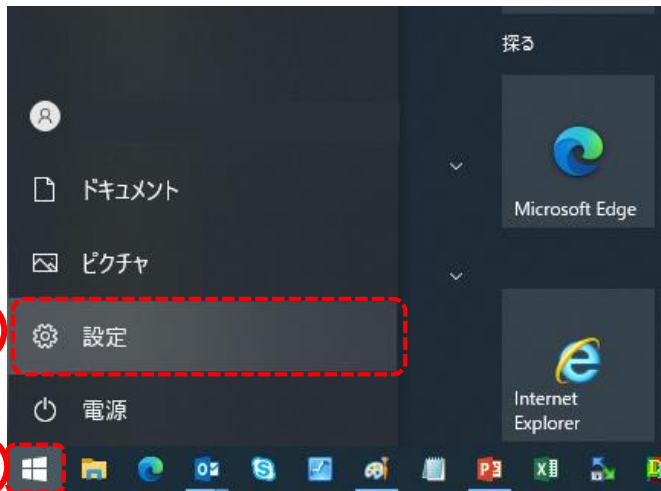 探る
ドキュメント
Microsoft Edge
ピクチャ
設定
Internet
Explorer
電源